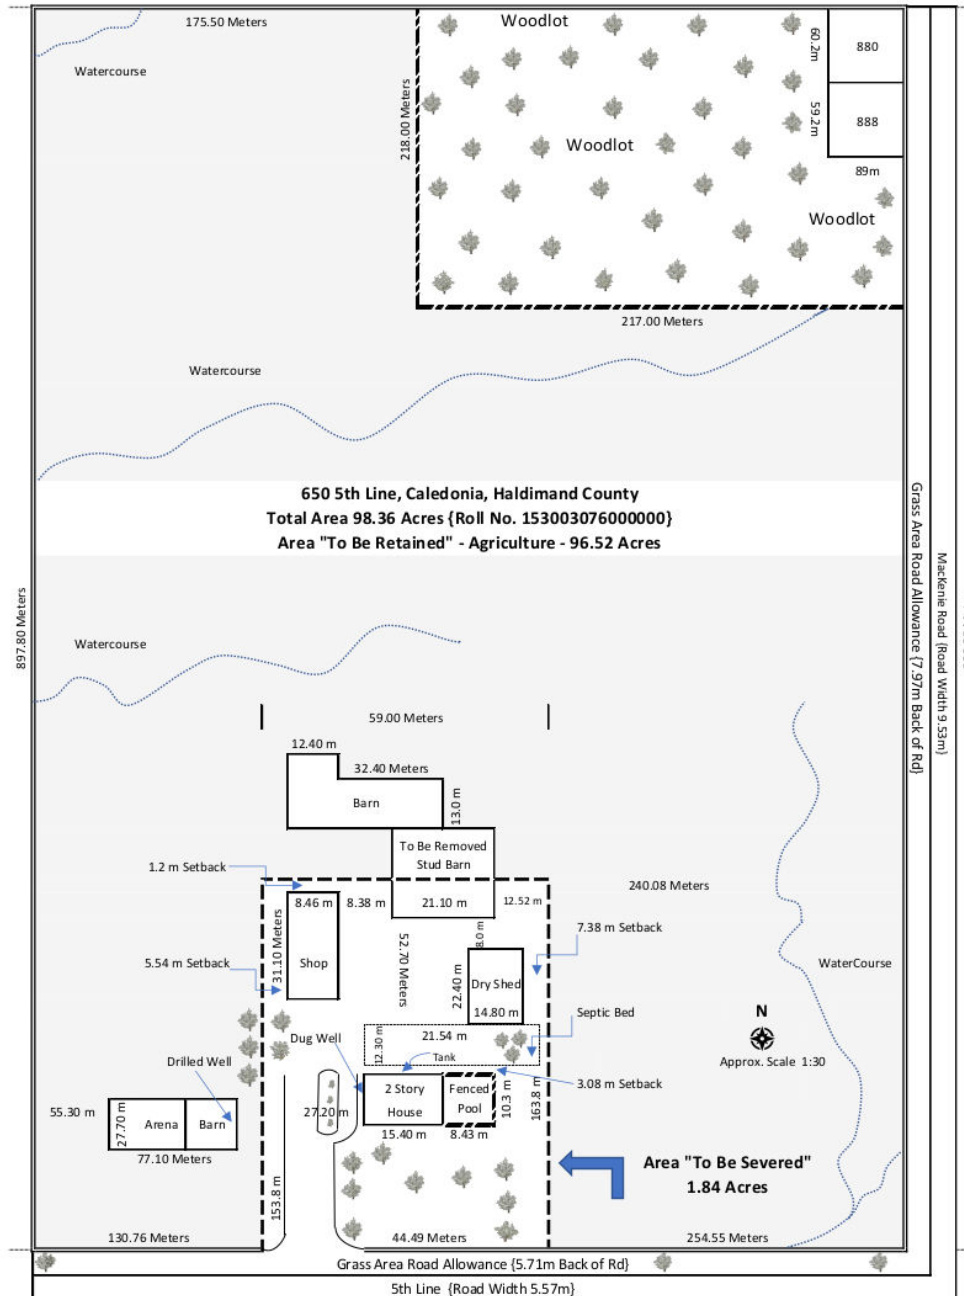 175.50 Meters
Woodlot
Watercourse
60.2m
880
218.00 Meters
59.2m
888
Woodlot
89m
Woodlot
217.00 Meters
Watercourse
650 5th Line, Caledonia, Haldimand County
Total Area 98.36 Acres {Roll No. 153003076000000}
Area "To Be Retained" - Agriculture - 96.52 Acres
Grass Area Road Allowance {7.97m Back of Rd}
MacKenie Road {Road Width 9.53m}
897.80 Meters
Watercourse
59.00 Meters
12.40 m
32.40 Meters
Barn
13.0 m
To Be Removed
Stud Barn
1.2 m Setback
240.08 Meters
8.46 m
8.38 m
21.10 m
12.52 m
31.10 Meters
52.70 Meters
8.0 m
7.38 m Setback
5.54 m Setback
Shop
22.40 m
Dry Shed
14.80 m
WaterCourse
Septic Bed
N
Dug Well
12.30 m
21.54 m
Tank
Approx. Scale 1:30
Drilled Well
3.08 m Setback
55.30 m
27.70 m
Arena
Barn
27.20 m
2 Story
House
Fenced
Pool
10.3 m
163.8 m
15.40 m
8.43 m
77.10 Meters
Area "To Be Severed"
1.84 Acres
153.8 m
130.76 Meters
44.49 Meters
254.55 Meters
Grass Area Road Allowance {5.71m Back of Rd}
5th Line {Road Width 5.57m}